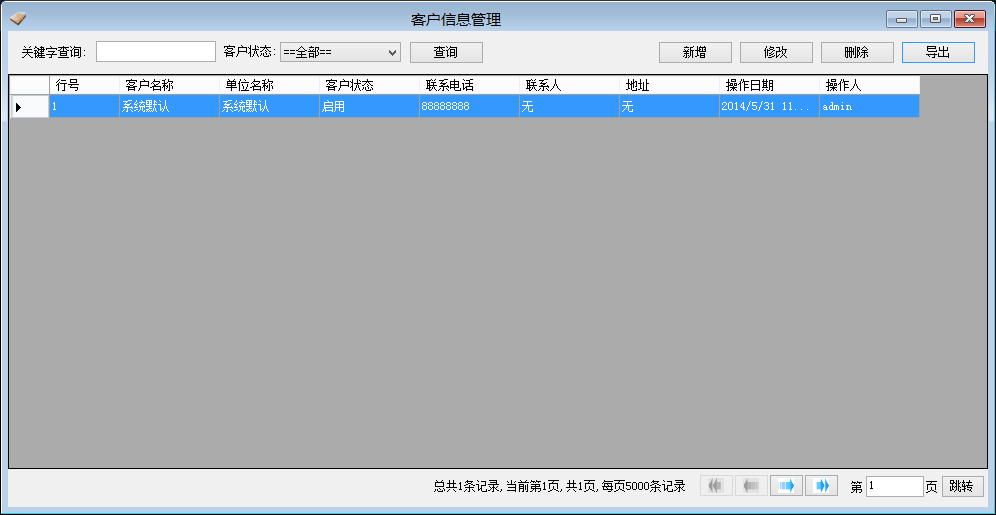 客户信息管理
关键字查询: 客户状态: ==全部== 查询 新增 修改 删除 导出
行号 客户名称 单位名称 客户状态 联系电话 联系人 地址 操作日期 操作人
1 系统默认 系统默认 启用 88888888 无 无 2014/5/31 11... admin
总共1条记录,当前第1页,共1页,每页5000条记录 第 1 页 跳转